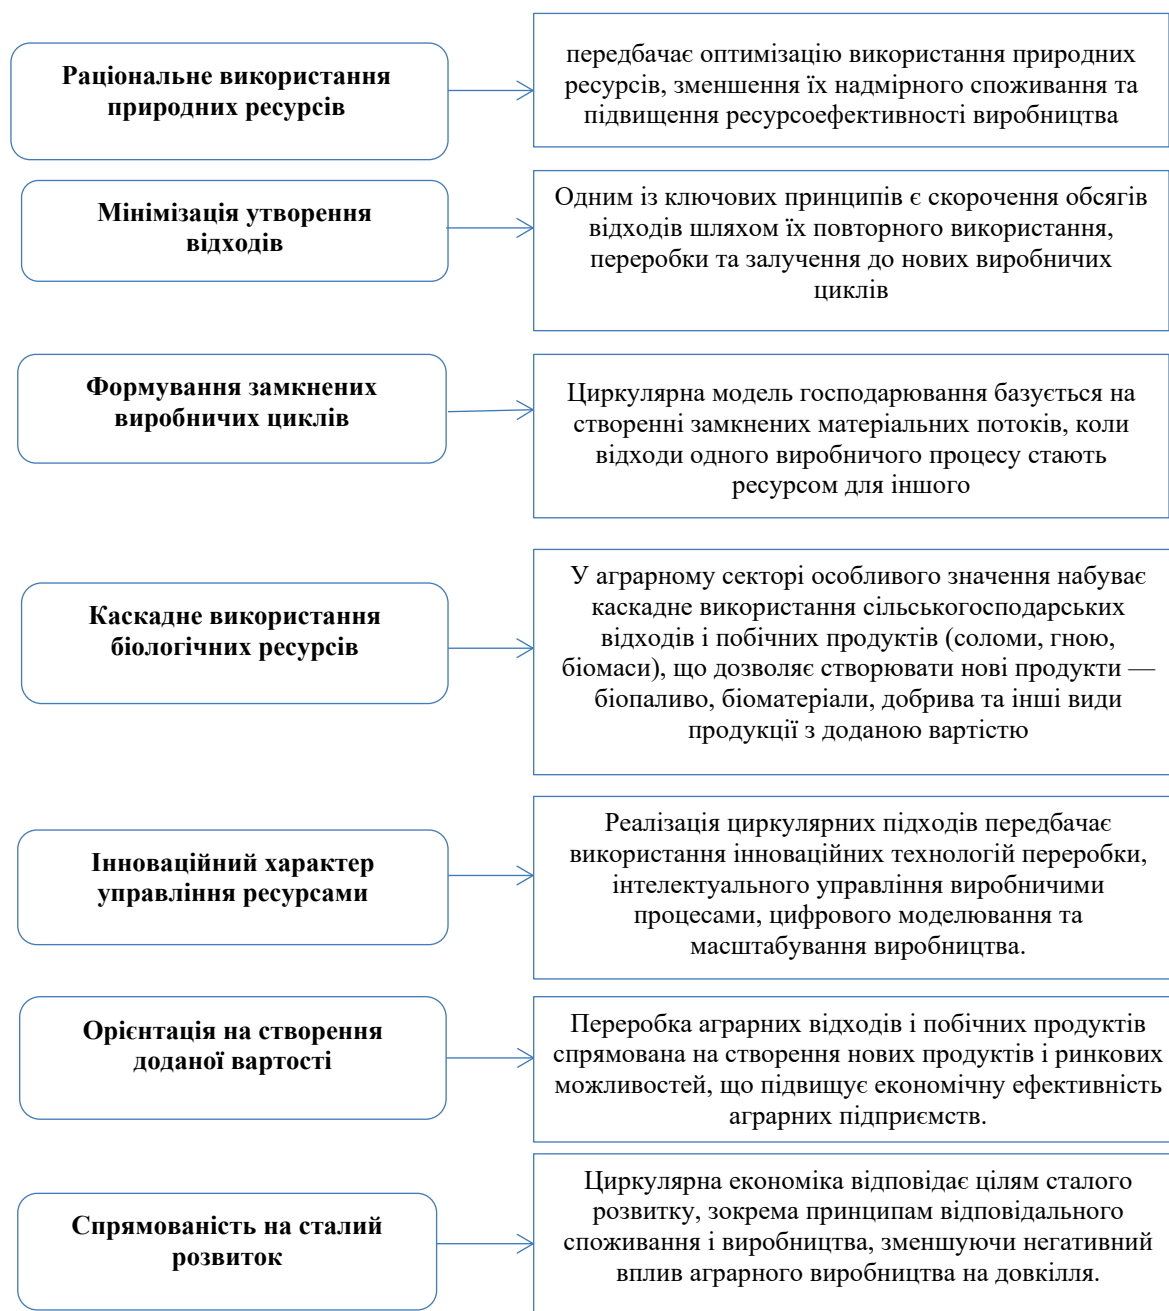 Раціональне використання
природних ресурсів
передбачає оптимізацію використання природних
ресурсів, зменшення їх надмірного споживання та
підвищення ресурсоефективності виробництва
Мінімізація утворення
відходів
Одним із ключових принципів є скорочення обсягів
відходів шляхом їх повторного використання,
переробки та залучення до нових виробничих
циклів
Формування замкнених
виробничих циклів
Циркулярна модель господарювання базується на
створенні замкнених матеріальних потоків, коли
відходи одного виробничого процесу стають
ресурсом для іншого
Каскадне використання
біологічних ресурсів
У аграрному секторі особливого значення набуває
каскадне використання сільськогосподарських
відходів і побічних продуктів (соломи, гною,
біомаси), що дозволяє створювати нові продукти —
біопаливо, біоматеріали, добрива та інші види
продукції з доданою вартістю
Інноваційний характер
управління ресурсами
Реалізація циркулярних підходів передбачає
використання інноваційних технологій переробки,
інтелектуального управління виробничими
процесами, цифрового моделювання та
масштабування виробництва.
Орієнтація на створення
доданої вартості
Переробка аграрних відходів і побічних продуктів
спрямована на створення нових продуктів і ринкових
можливостей, що підвищує економічну ефективність
аграрних підприємств.
Спрямованість на сталий
розвиток
Циркулярна економіка відповідає цілям сталого
розвитку, зокрема принципам відповідального
споживання і виробництва, зменшуючи негативний
вплив аграрного виробництва на довкілля.